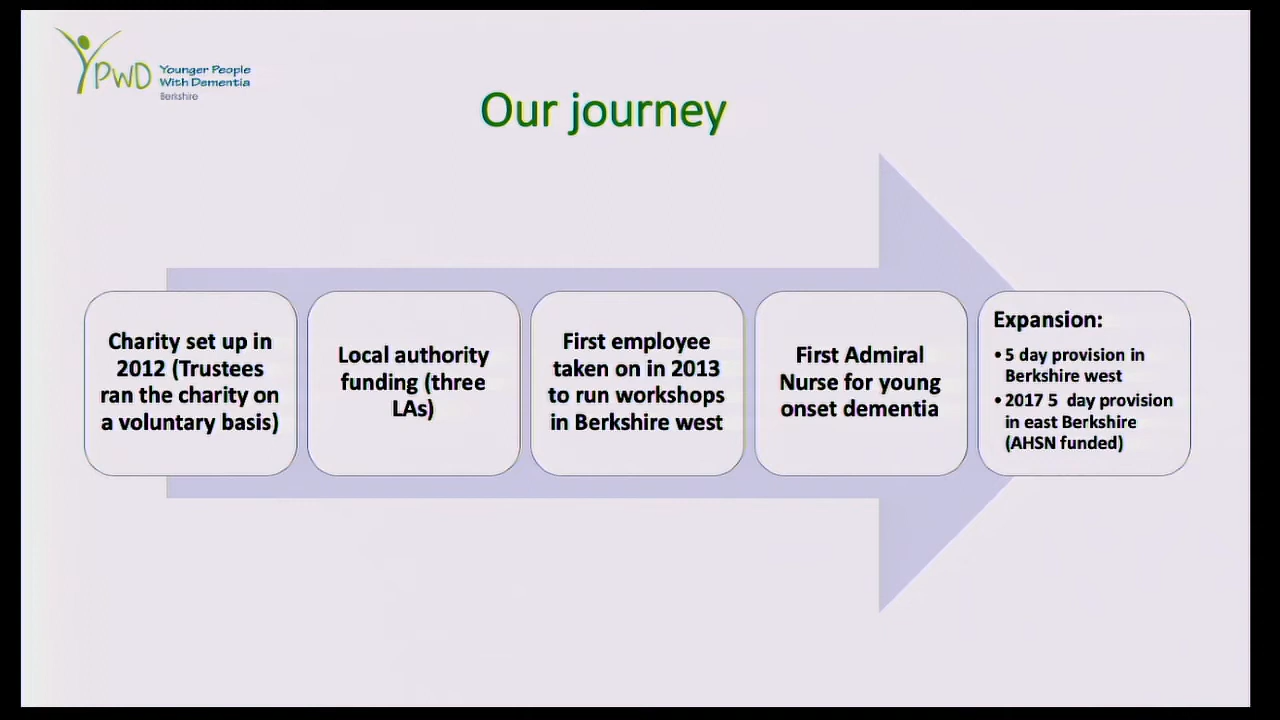 YPWD
Younger People
With Dementia
Berkshire
Our journey
Charity set up in
2012 (Trustees
ran the charity on
a voluntary basis)
Local authority
funding (three
LAs)
First employee
taken on in 2013
to run workshops
in Berkshire west
First Admiral
Nurse for young
onset dementia
Expansion:
• 5 day provision in
Berkshire west
• 2017 5 day provision
in east Berkshire
(AHSN funded)